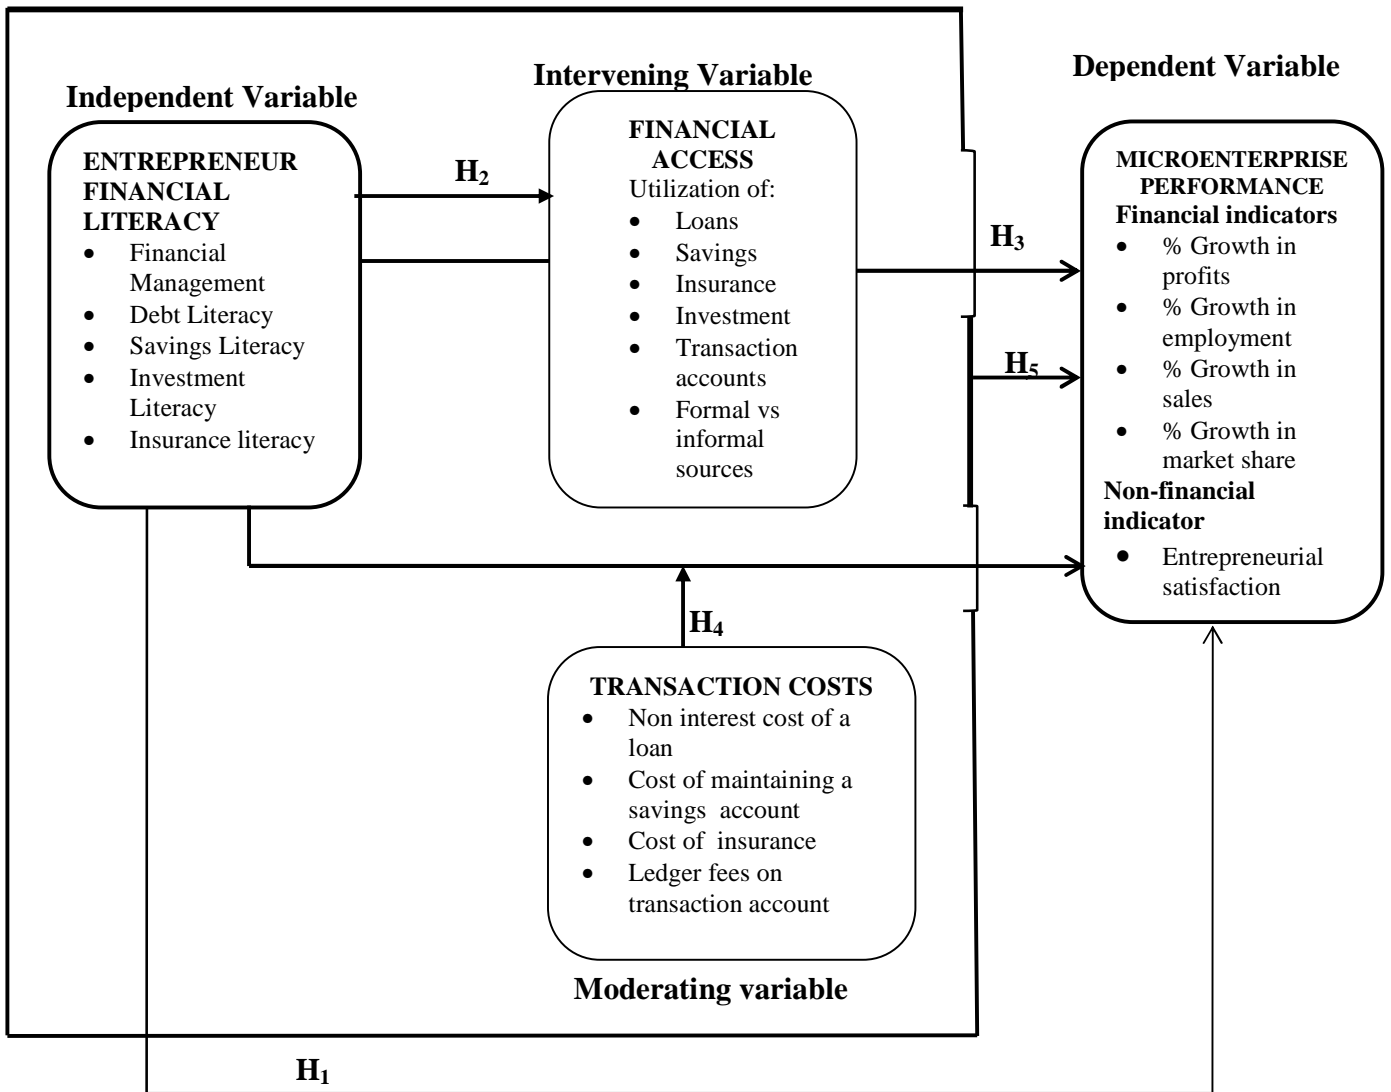 Independent Variable
ENTREPRENEUR
FINANCIAL
LITERACY
• Financial
Management
• Debt Literacy
• Savings Literacy
• Investment
Literacy
• Insurance literacy
H2
Intervening Variable
FINANCIAL
ACCESS
Utilization of:
• Loans
• Savings
• Insurance
• Investment
• Transaction
accounts
• Formal vs
informal
sources
H3
H5
Dependent Variable
MICROENTERPRISE
PERFORMANCE
Financial indicators
• % Growth in
profits
• % Growth in
employment
• % Growth in
sales
• % Growth in
market share
Non-financial
indicator
• Entrepreneurial
satisfaction
H4
TRANSACTION COSTS
• Non interest cost of a
loan
• Cost of maintaining a
savings account
• Cost of insurance
• Ledger fees on
transaction account
Moderating variable
H1